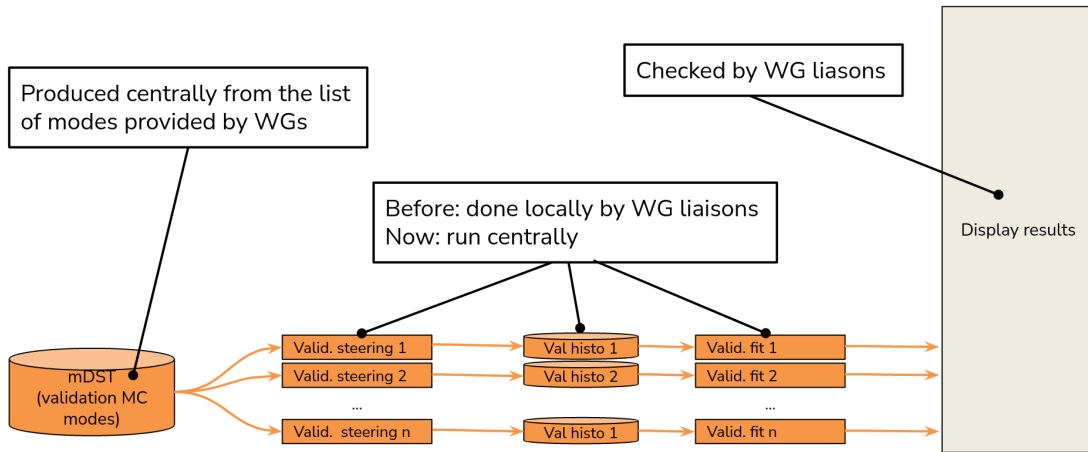 Produced centrally from the list
of modes provided by WGs
Checked by WG liasons
Before: done locally by WG liaisons
Now: run centrally
Display results
mDST
(validation MC
modes)
Valid. steering 1
Val histo 1
Valid. fit 1
Valid. steering 2
Val histo 2
Valid. fit 2
...
...
Valid.  steering n
Val histo 1
Valid. fit n